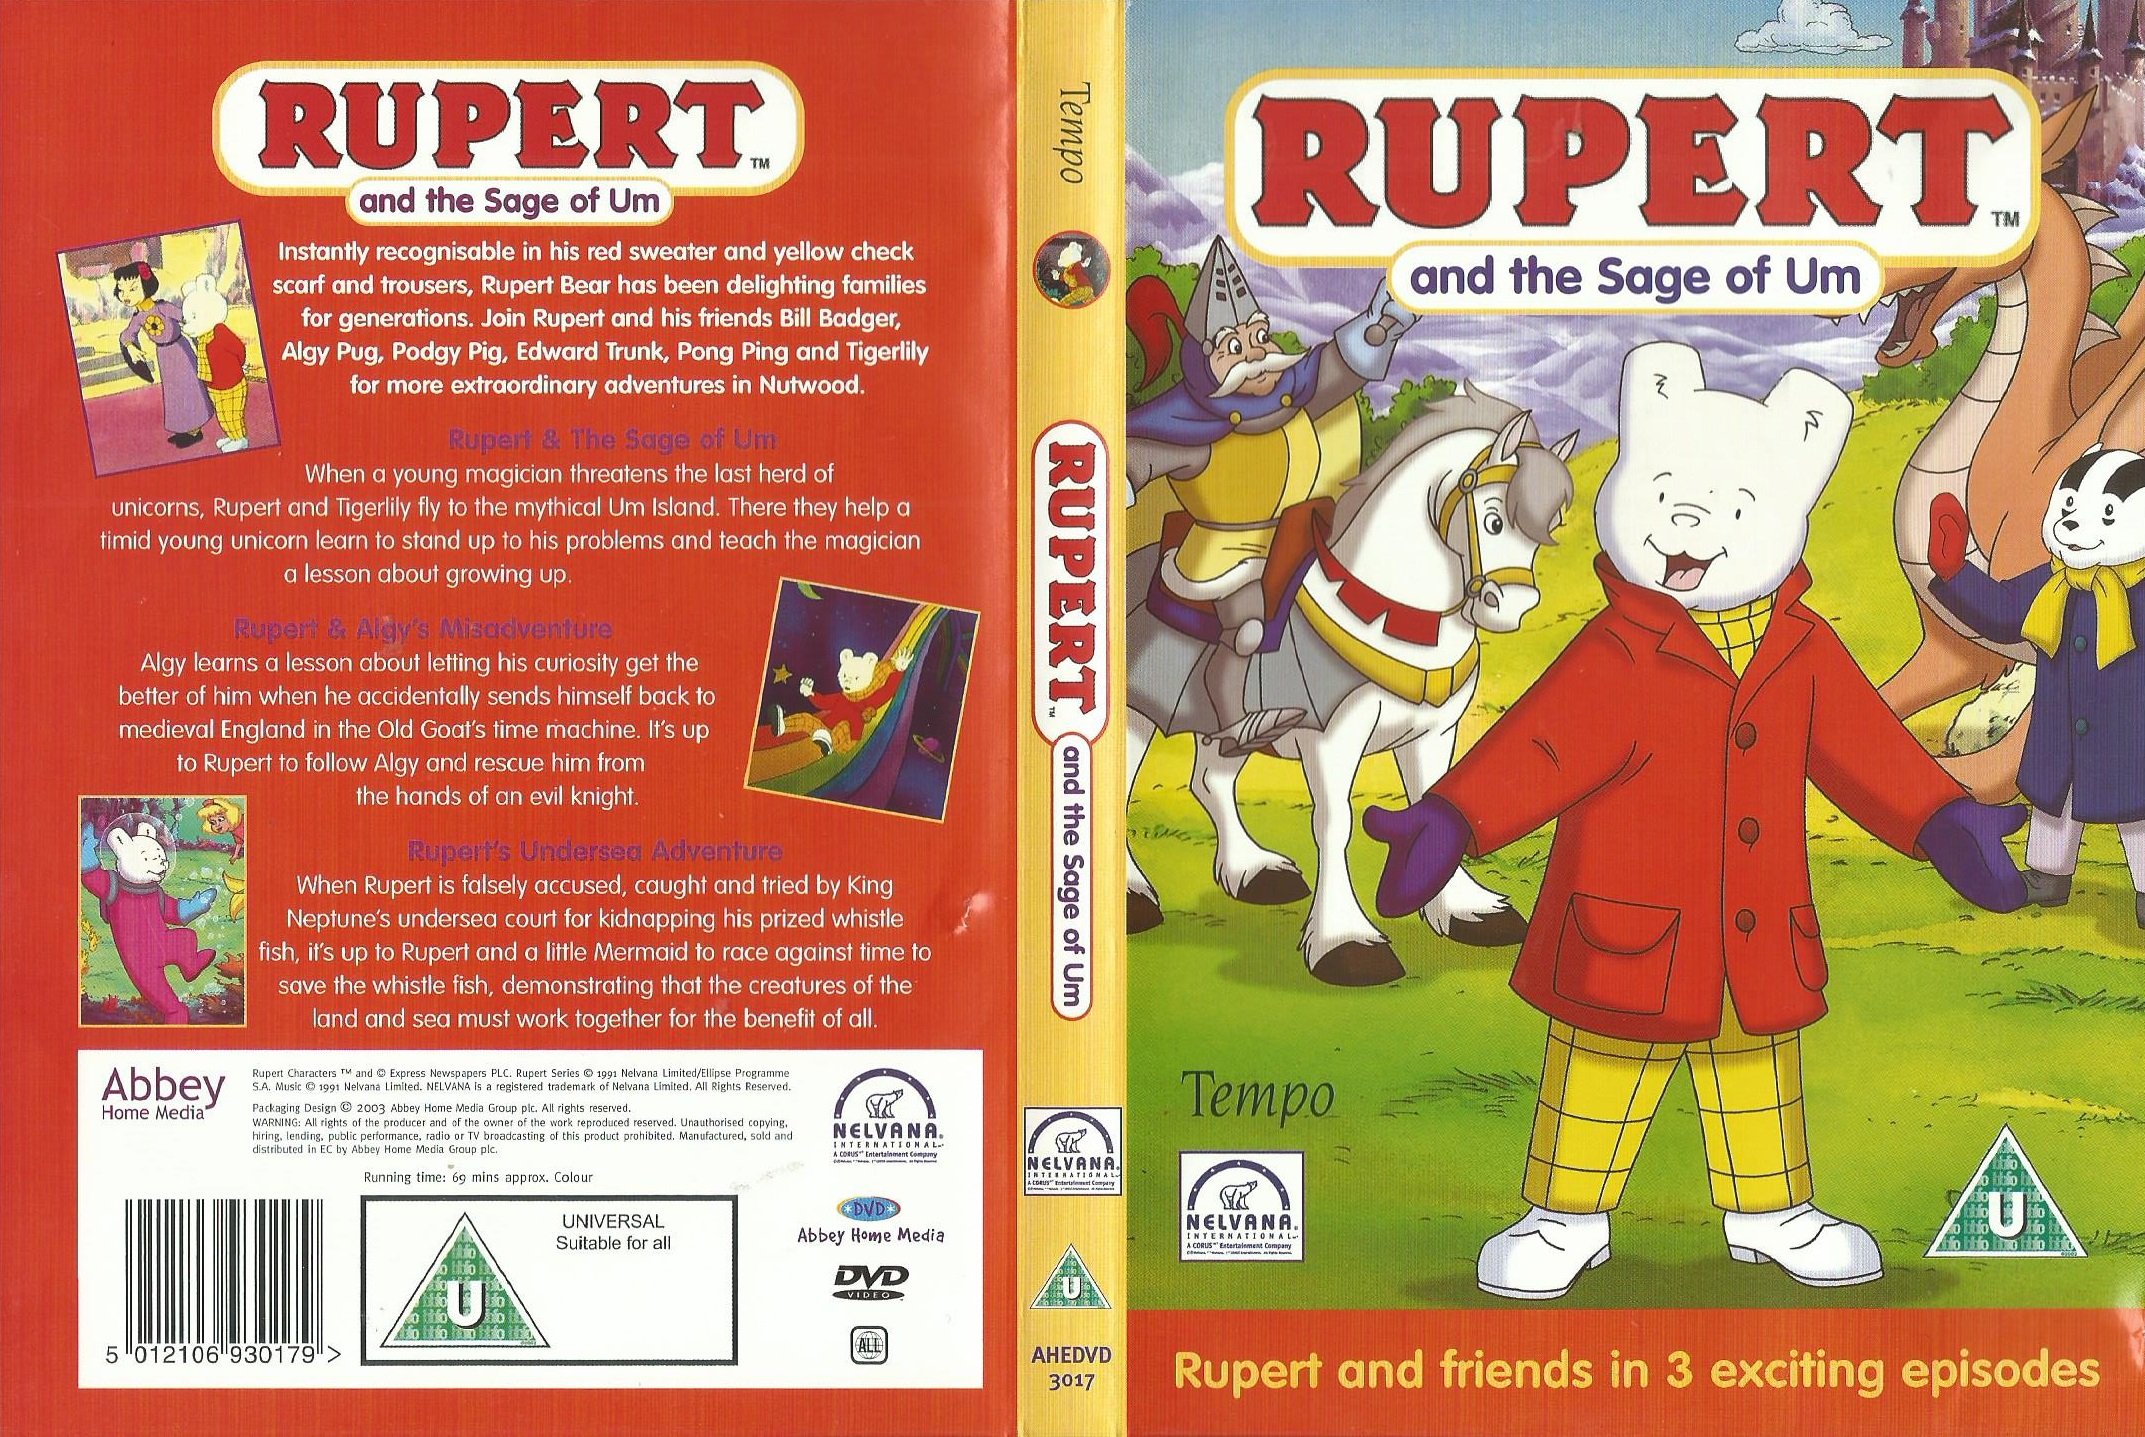 RUPERT TM
and the Sage of Um
Instantly recognisable in his red sweater and yellow check
scarf and trousers, Rupert Bear has been delighting families
for generations. Join Rupert and his friends Bill Badger,
Algy Pug, Podgy Pig, Edward Trunk, Pong Ping and Tigerlily
for more extraordinary adventures in Nutwood.
Rupert & The Sage of Um
When a young magician threatens the last herd of
unicorns, Rupert and Tigerlily fly to the mythical Um Island. There they help a
timid young unicorn learn to stand up to his problems and teach the magician
a lesson about growing up.
Rupert & Algy's Misadventure
Algy learns a lesson about letting his curiosity get the
better of him when he accidentally sends himself back to
medieval England in the Old Goat's time machine. It's up
to Rupert to follow Algy and rescue him from
the hands of an evil knight.
Rupert's Undersea Adventure
When Rupert is falsely accused, caught and tried by King
Neptune's undersea court for kidnapping his prized whistle
fish, it's up to Rupert and a little Mermaid to race against time to
save the whistle fish, demonstrating that the creatures of the
land and sea must work together for the benefit of all.
Abbey
Home Media
Rupert Characters ™ and © Express Newspapers PLC. Rupert Series © 1991 Nelvana Limited/Ellipse Programme
S.A. Music © 1991 Nelvana Limited. NELVANA is a registered trademark of Nelvana Limited. All Rights Reserved.
Packaging Design © 2003 Abbey Home Media Group plc. All rights reserved.
WARNING: All rights of the producer and of the owner of the work reproduced reserved. Unauthorised copying,
hiring, lending, public performance, radio or TV broadcasting of this product prohibited. Manufactured, sold and
distributed in EC by Abbey Home Media Group plc.
Running time: 69 mins approx. Colour
NELVANA
INTERNATIONAL
A CORUS Entertainment Company
5 012106 930179 >
U
UNIVERSAL
Suitable for all
DVD
Abbey Home Media
DVD
VIDEO
ALL
Tempo
RUPERT TM
and the Sage of Um
NELVANA
INTERNATIONAL
A CORUS Entertainment Company
U
AHEDVD
3017
RUPERT TM
and the Sage of Um
Tempo
NELVANA
INTERNATIONAL
A CORUS Entertainment Company
U
Rupert and friends in 3 exciting episodes